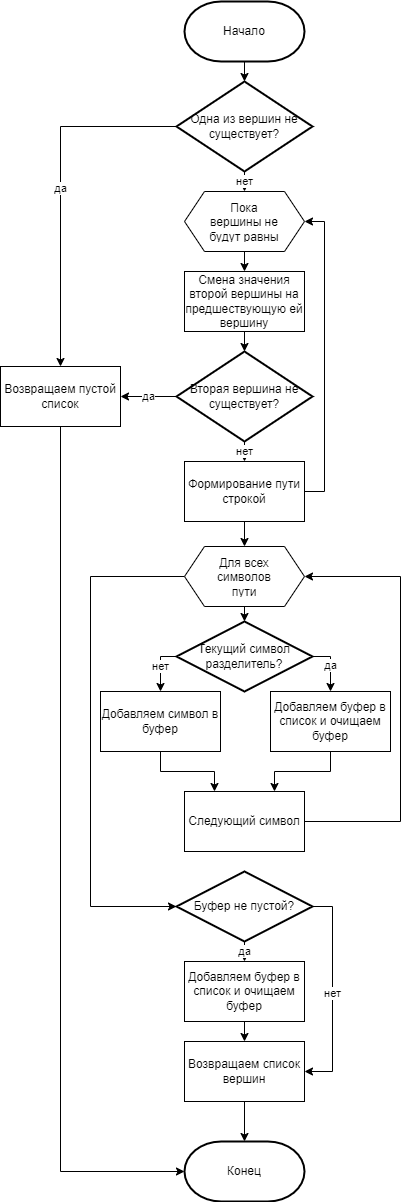 Начало
Одна из вершин не
существует?
да
нет
Пока
вершины не
будут равны
Смена значения
второй вершины на
предшествующую ей
вершину
Возвращаем пустой
список
да
Вторая вершина не
существует?
нет
Формирование пути
строкой
Для всех
символов
пути
Текущий символ
разделитель?
нет
да
Добавляем символ в
буфер
Добавляем буфер в
список и очищаем
буфер
Следующий символ
Буфер не пустой?
да
Добавляем буфер в
список и очищаем
буфер
нет
Возвращаем список
вершин
Конец